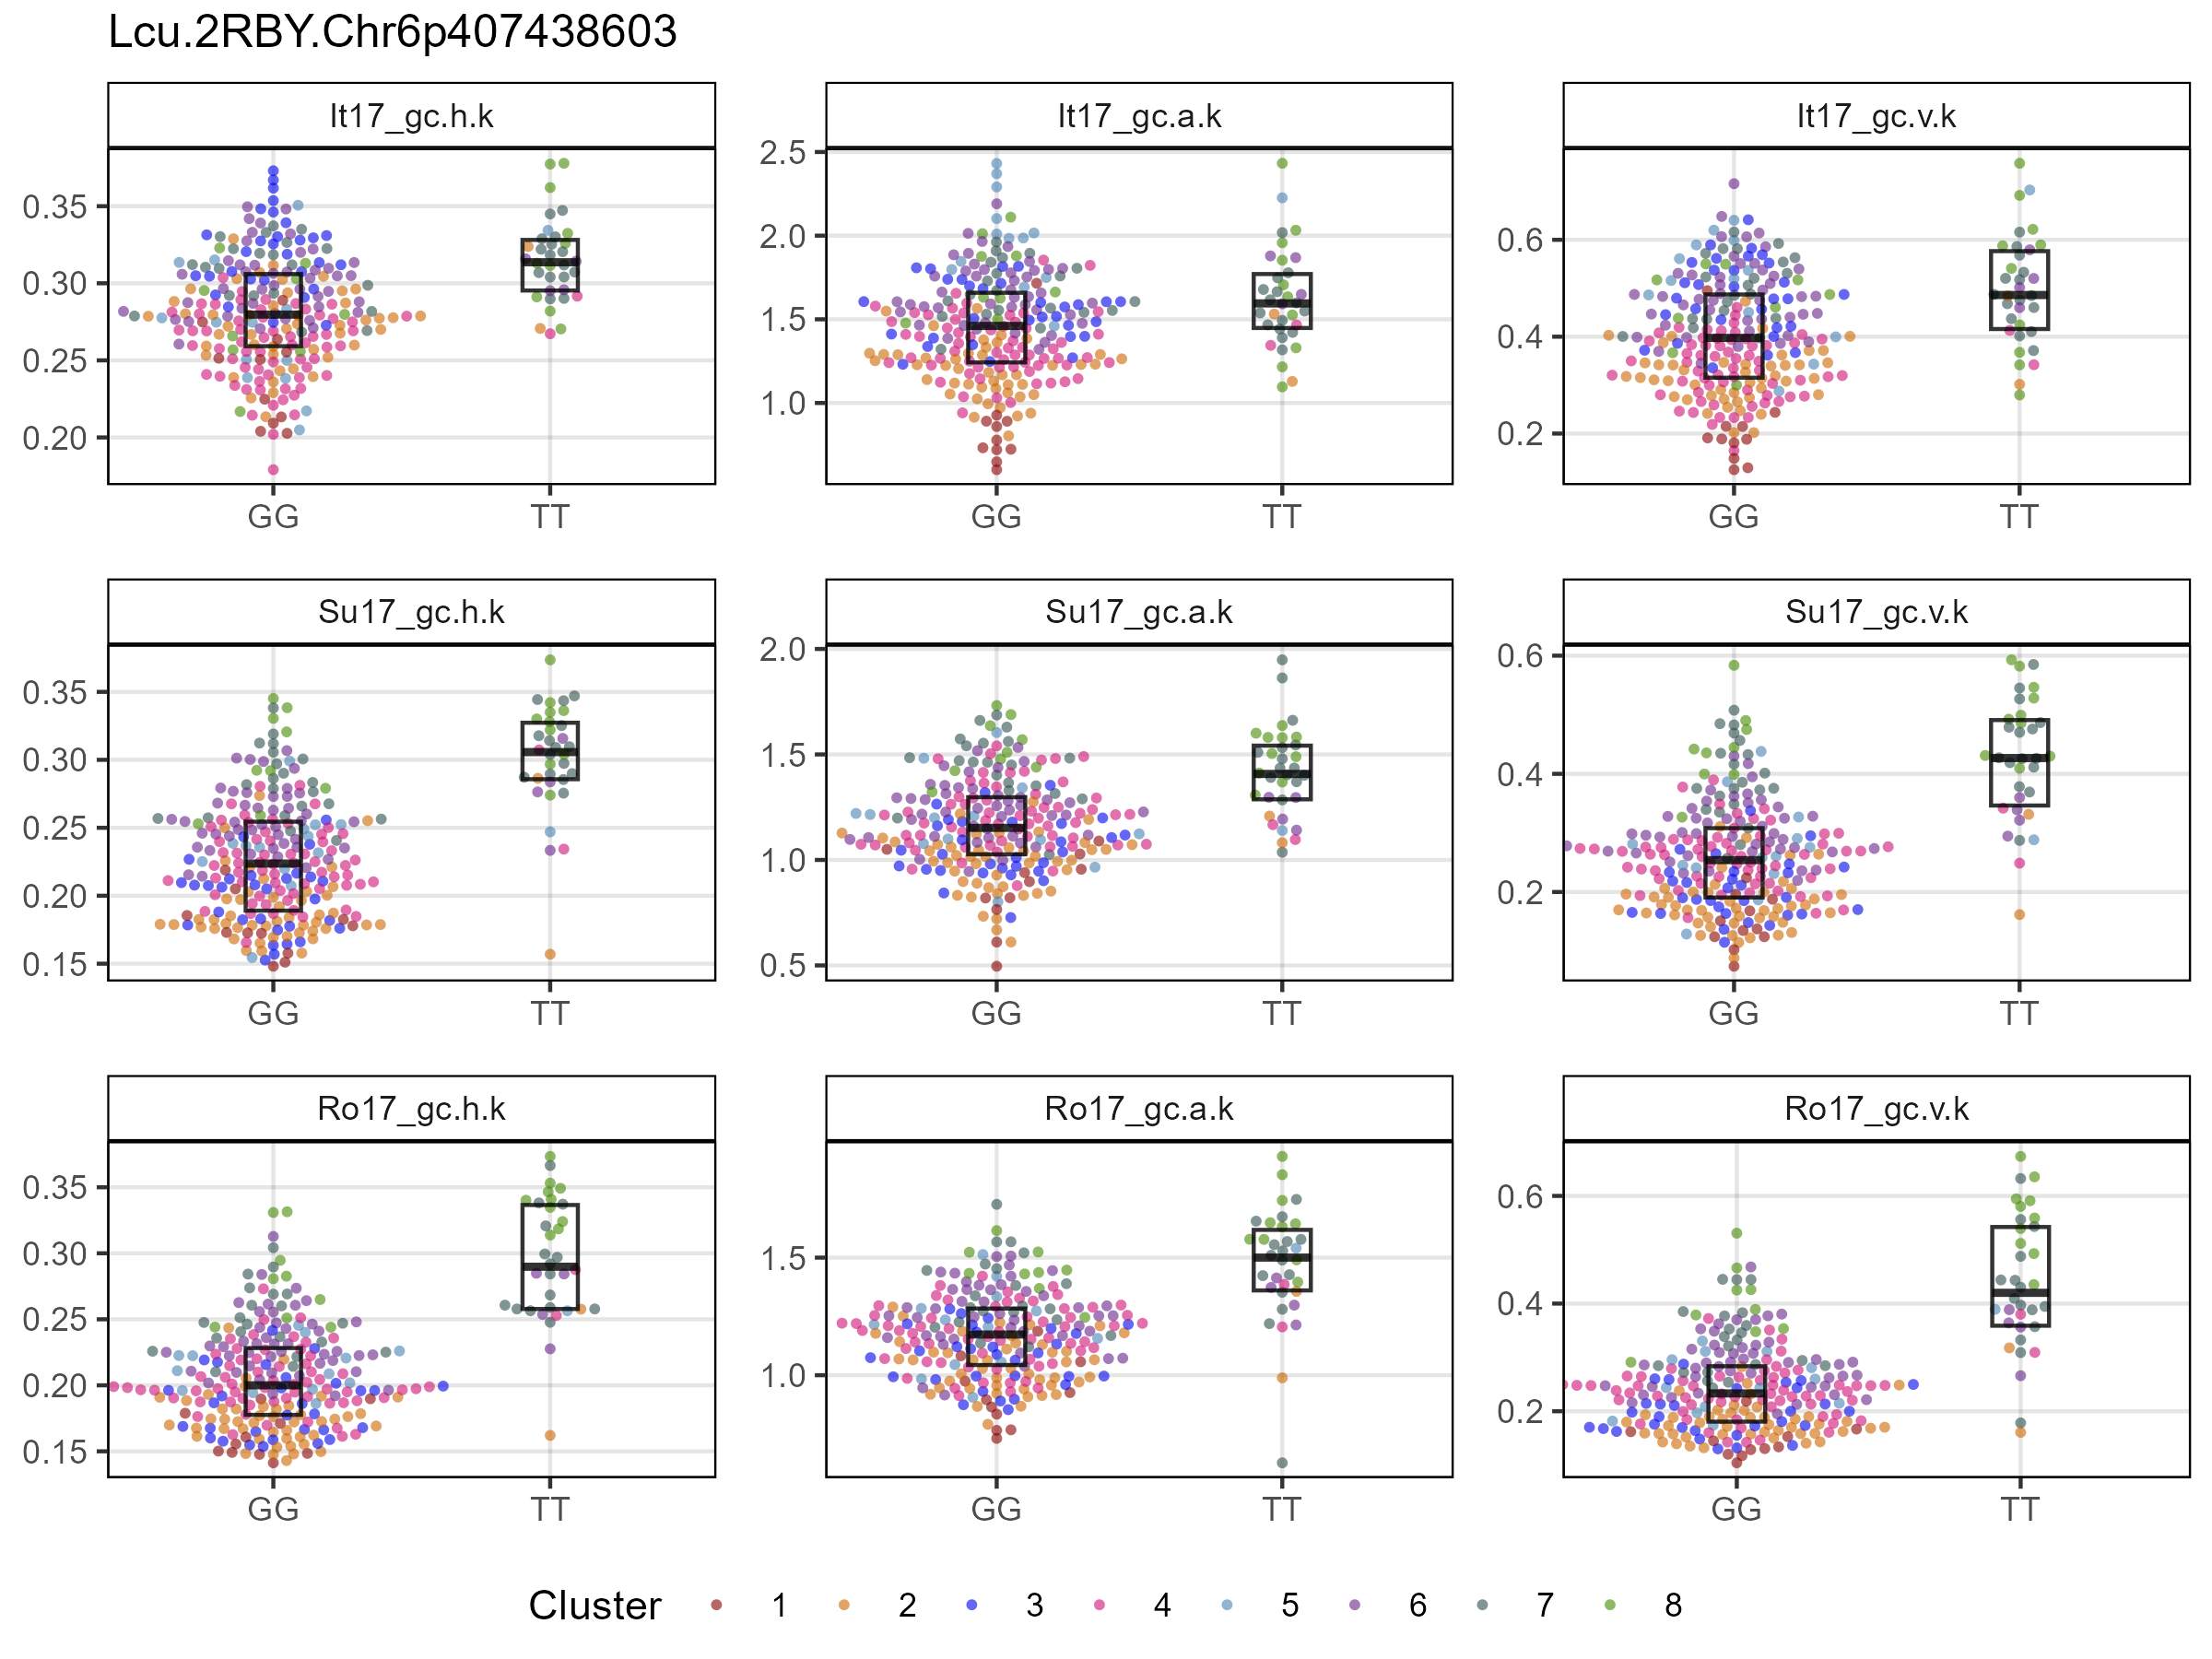 Lcu.2RBY.Chr6p407438603
It17_gc.h.k It17_gc.a.k It17_gc.v.k
0.35
0.30
0.25
0.20
GG TT
2.5
2.0
1.5
1.0
GG TT
0.6
0.4
0.2
GG TT
Su17_gc.h.k Su17_gc.a.k Su17_gc.v.k
0.35
0.30
0.25
0.20
0.15
GG TT
2.0
1.5
1.0
0.5
GG TT
0.6
0.4
0.2
GG TT
Ro17_gc.h.k Ro17_gc.a.k Ro17_gc.v.k
0.35
0.30
0.25
0.20
0.15
GG TT
1.5
1.0
GG TT
0.6
0.4
0.2
GG TT
Cluster 1 2 3 4 5 6 7 8